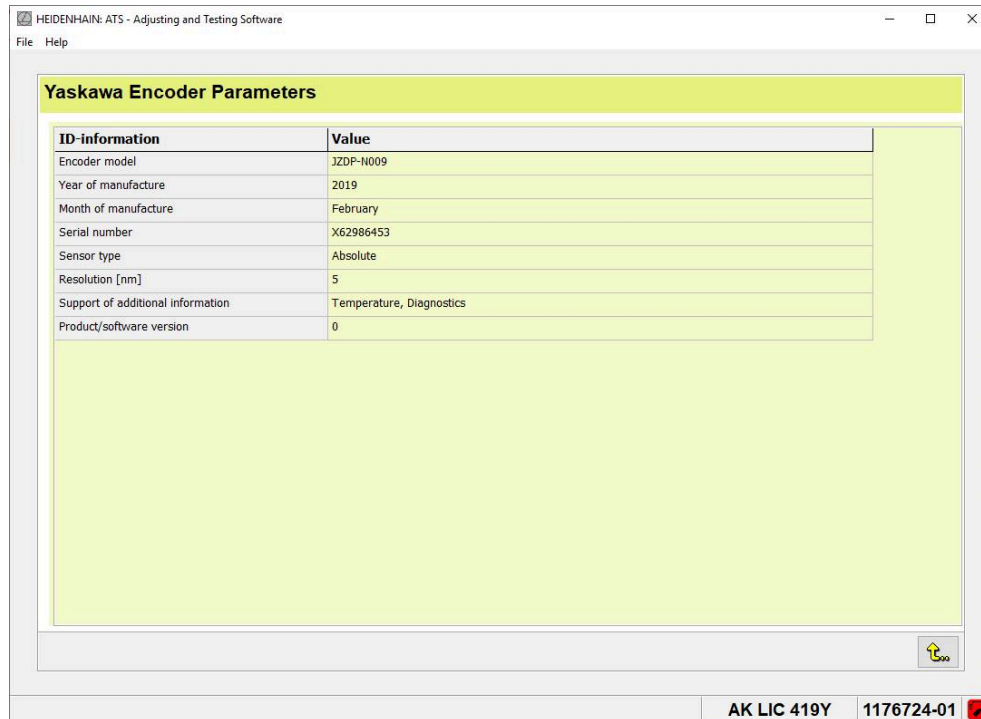 HEIDENHAIN: ATS - Adjusting and Testing Software
File Help
Yaskawa Encoder Parameters
ID-information Value
Encoder model JZDP-N009
Year of manufacture 2019
Month of manufacture February
Serial number X62986453
Sensor type Absolute
Resolution [nm] 5
Support of additional information Temperature, Diagnostics
Product/software version 0
AK LIC 419Y 1176724-01